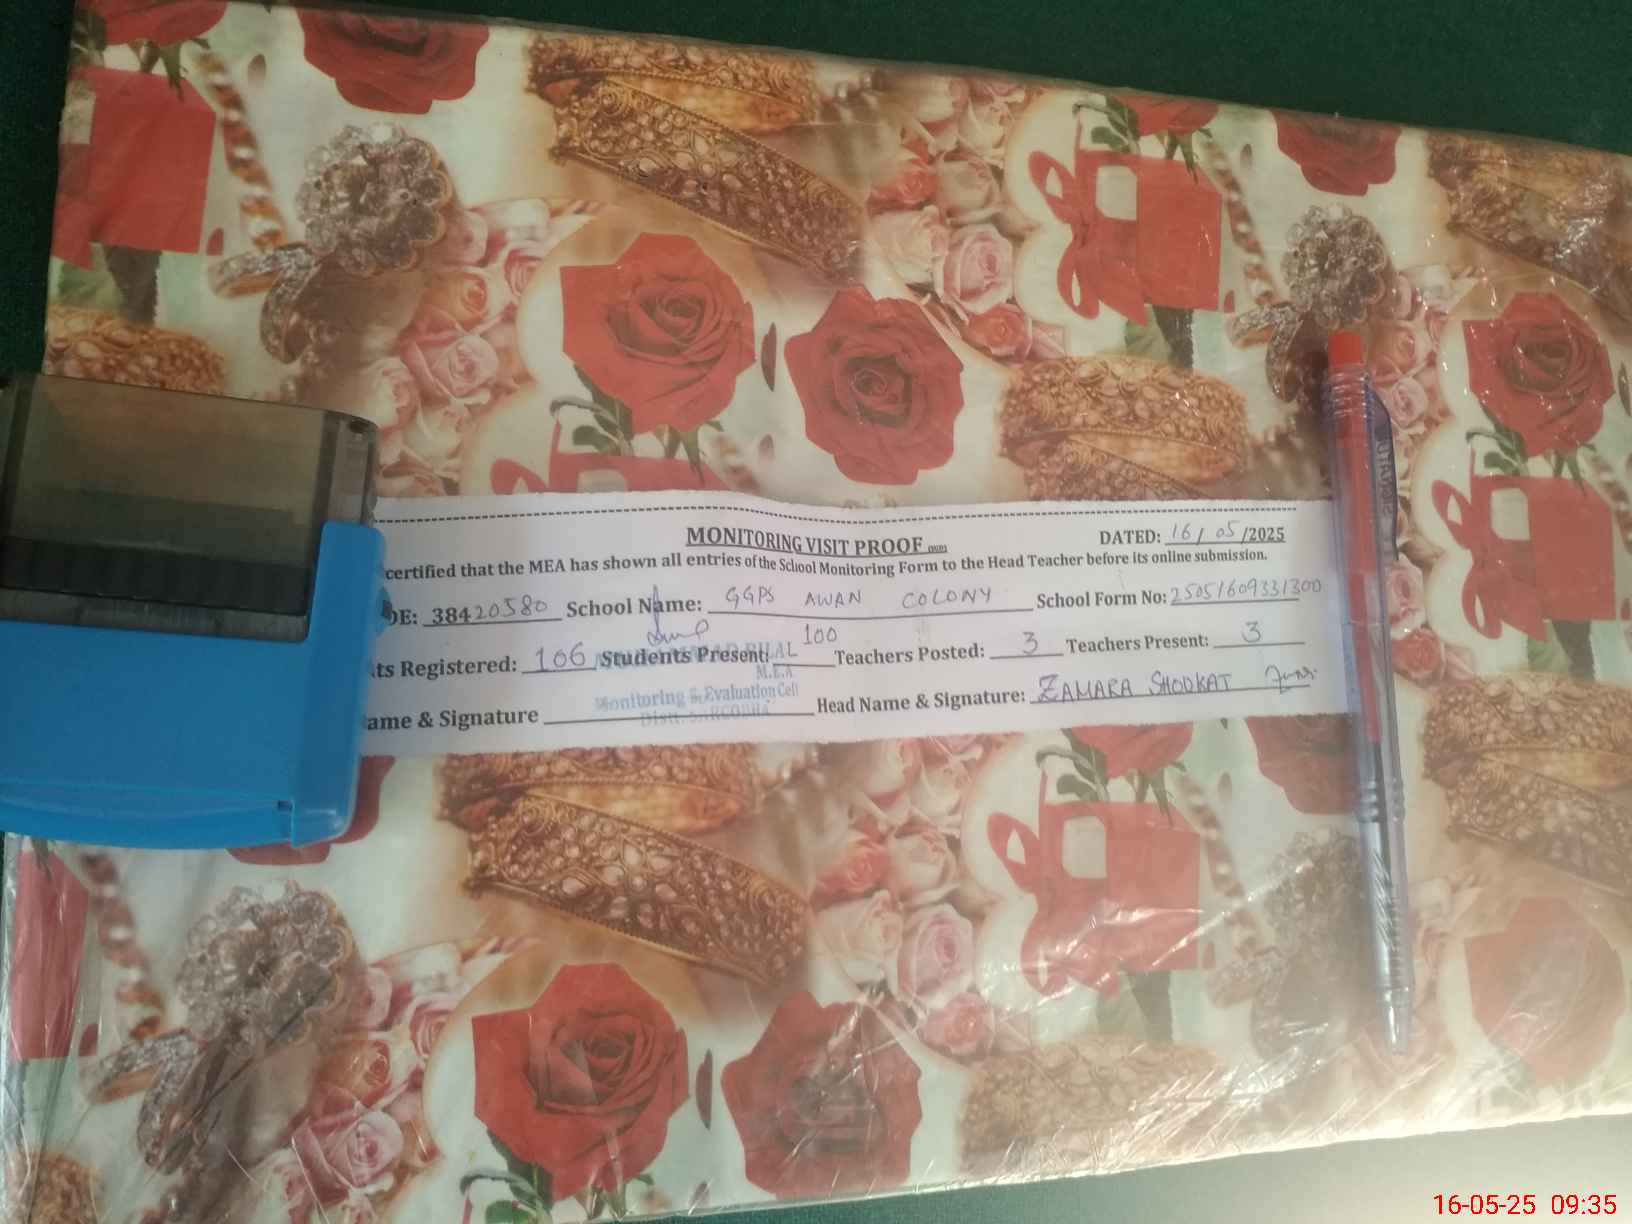 MONITORING VISIT PROOF
DATED: 16/05/2025
certified that the MEA has shown all entries of the School Monitoring Form to the Head Teacher before its online submission.
DE: 38420580 School Name: GGPS AWAN COLONY School Form No: 25051609331300
ts Registered: 106 Students Present: 100 Teachers Posted: 3 Teachers Present: 3
M.E.A
Monitoring & Evaluation Cell
Distt. SARGODHA
ame & Signature Head Name & Signature: ZAMARA SHOUKAT
16-05-25 09:35